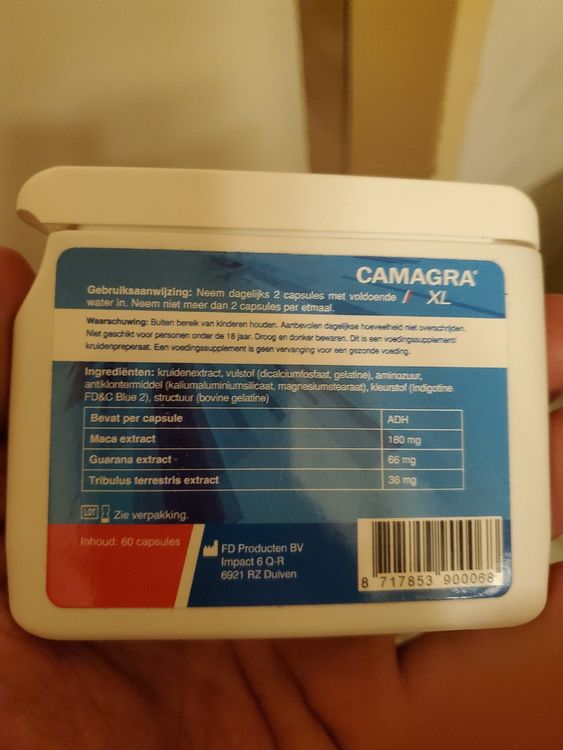 CAMAGRA®
XL
Gebruiksaanwijzing: Neem dagelijks 2 capsules met voldoende
water in. Neem niet meer dan 2 capsules per etmaal.
Waarschuwing: Buiten bereik van kinderen houden. Aanbevolen dagelijkse hoeveelheid niet overschrijden.
Niet geschikt voor personen onder de 18 jaar. Droog en donker bewaren. Dit is een voedingssupplement/
kruidenpreparaat. Een voedingssupplement is geen vervanging voor een gezonde voeding.
Ingrediënten: kruidenextract, vulstof (dicalciumfosfaat, gelatine), aminozuur,
antiklontermiddel (kaliumaluminiumsilicaat, magnesiumstearaat), kleurstof (Indigotine
FD&C Blue 2), structuur (bovine gelatine)
Bevat per capsule ADH
Maca extract 180 mg
Guarana extract 66 mg
Tribulus terrestris extract 36 mg
LOT Zie verpakking.
Inhoud: 60 capsules
FD Producten BV
Impact 6 Q-R
6921 RZ Duiven
8 717853 900068